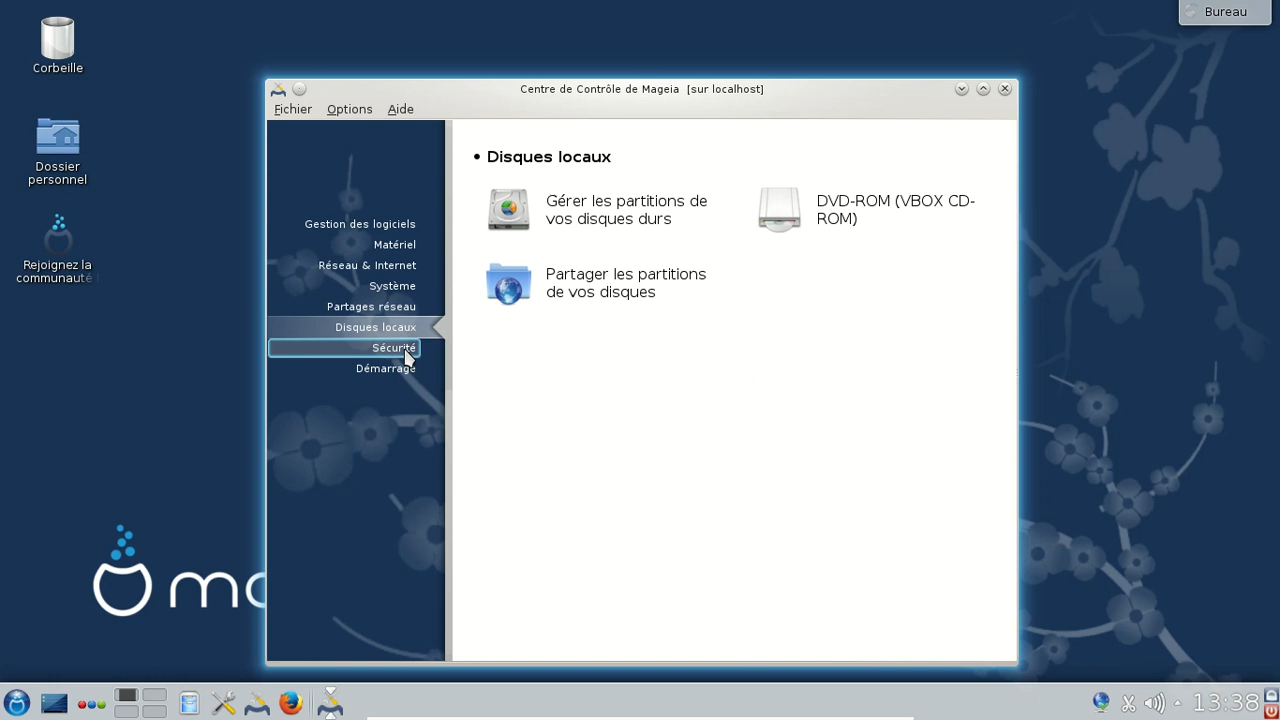 Bureau
Corbeille
Dossier
personnel
Rejoignez la
communauté
Centre de Contrôle de Mageia [sur localhost]
Fichier Options Aide
Gestion des logiciels
Matériel
Réseau & Internet
Système
Partages réseau
Disques locaux
Sécurité
Démarrage
• Disques locaux
Gérer les partitions de
vos disques durs
DVD-ROM (VBOX CD-
ROM)
Partager les partitions
de vos disques
13:38